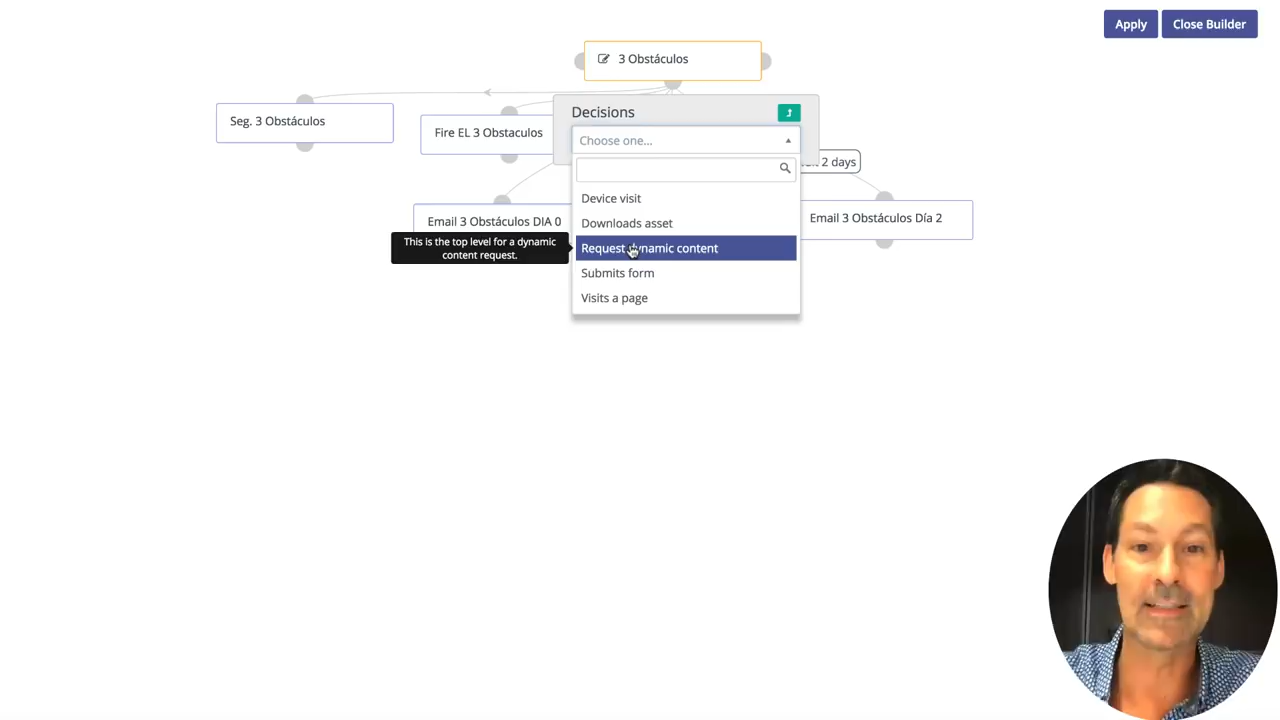 Apply
Close Builder
3 Obstáculos
Seg. 3 Obstáculos
Fire EL 3 Obstaculos
Decisions
Choose one...
2 days
Device visit
Downloads asset
Email 3 Obstáculos DIA 0
Email 3 Obstáculos Día 2
This is the top level for a dynamic
content request.
Request dynamic content
Submits form
Visits a page